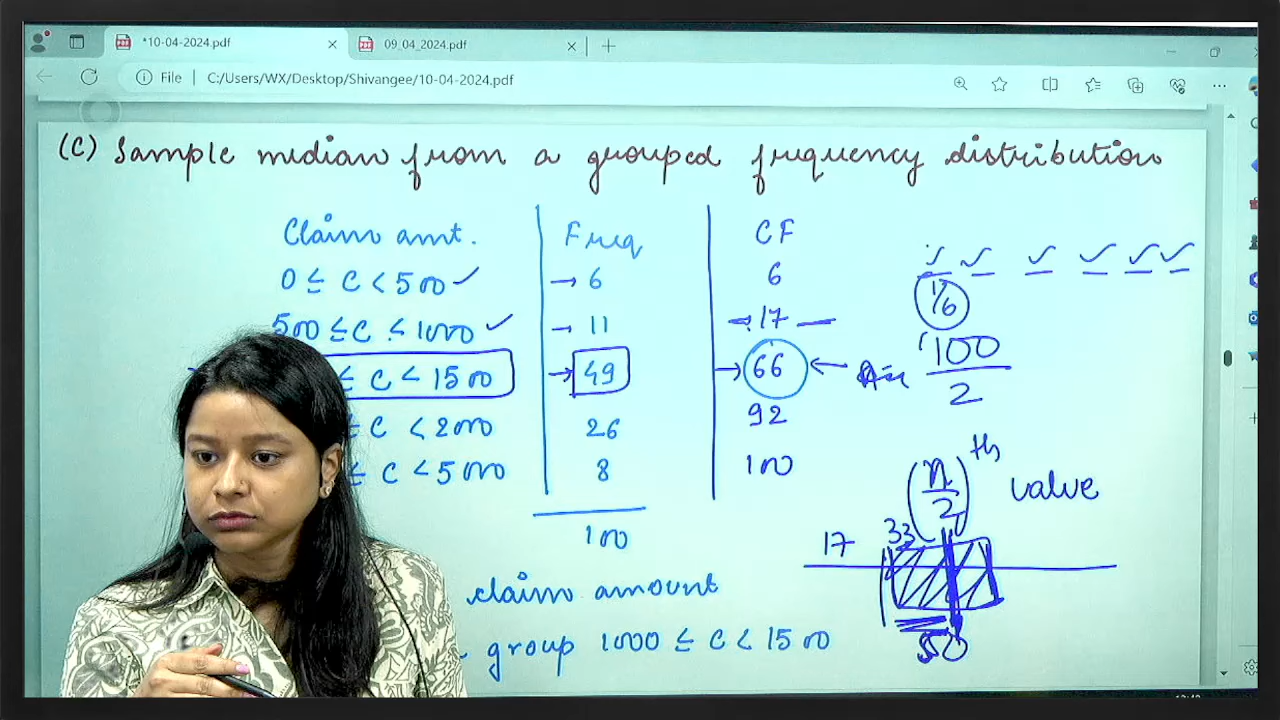 *10-04-2024.pdf
09_04_2024.pdf
File C:/Users/WX/Desktop/Shivangee/10-04-2024.pdf
(C) Sample median from a grouped frequency distribution
Claim amt. Freq CF
0 ≤ C < 500 ✓ → 6 6
500 ≤ C ≤ 1000 ✓ → 11 17
≤ C < 1500 → 49 → 66 ←
≤ C < 2000 26 92
≤ C < 5000 8 100
100
1/6
100/2
(n/2)th value
17 33
50
claim amount
group 1000 ≤ C < 1500